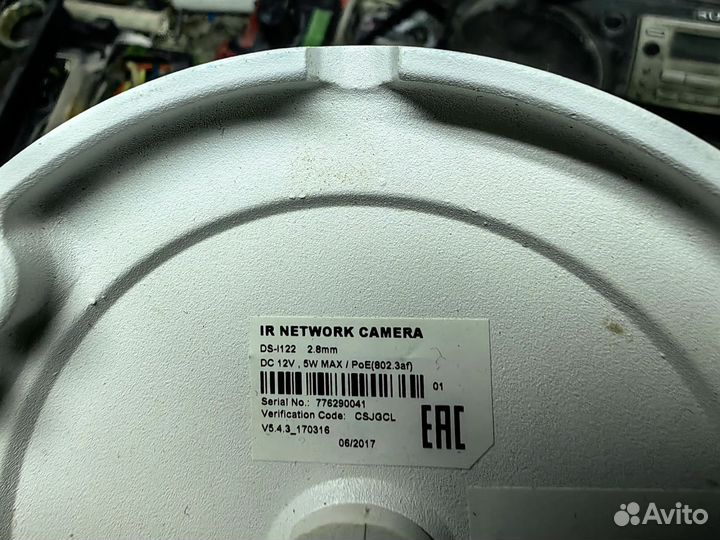 IR NETWORK CAMERA
DS-I122 2.8mm
DC 12V , 5W MAX / PoE(802.3af)
01
Serial No.: 776290041
Verification Code: CSJGCL
V5.4.3_170316
06/2017
EAC
Avito